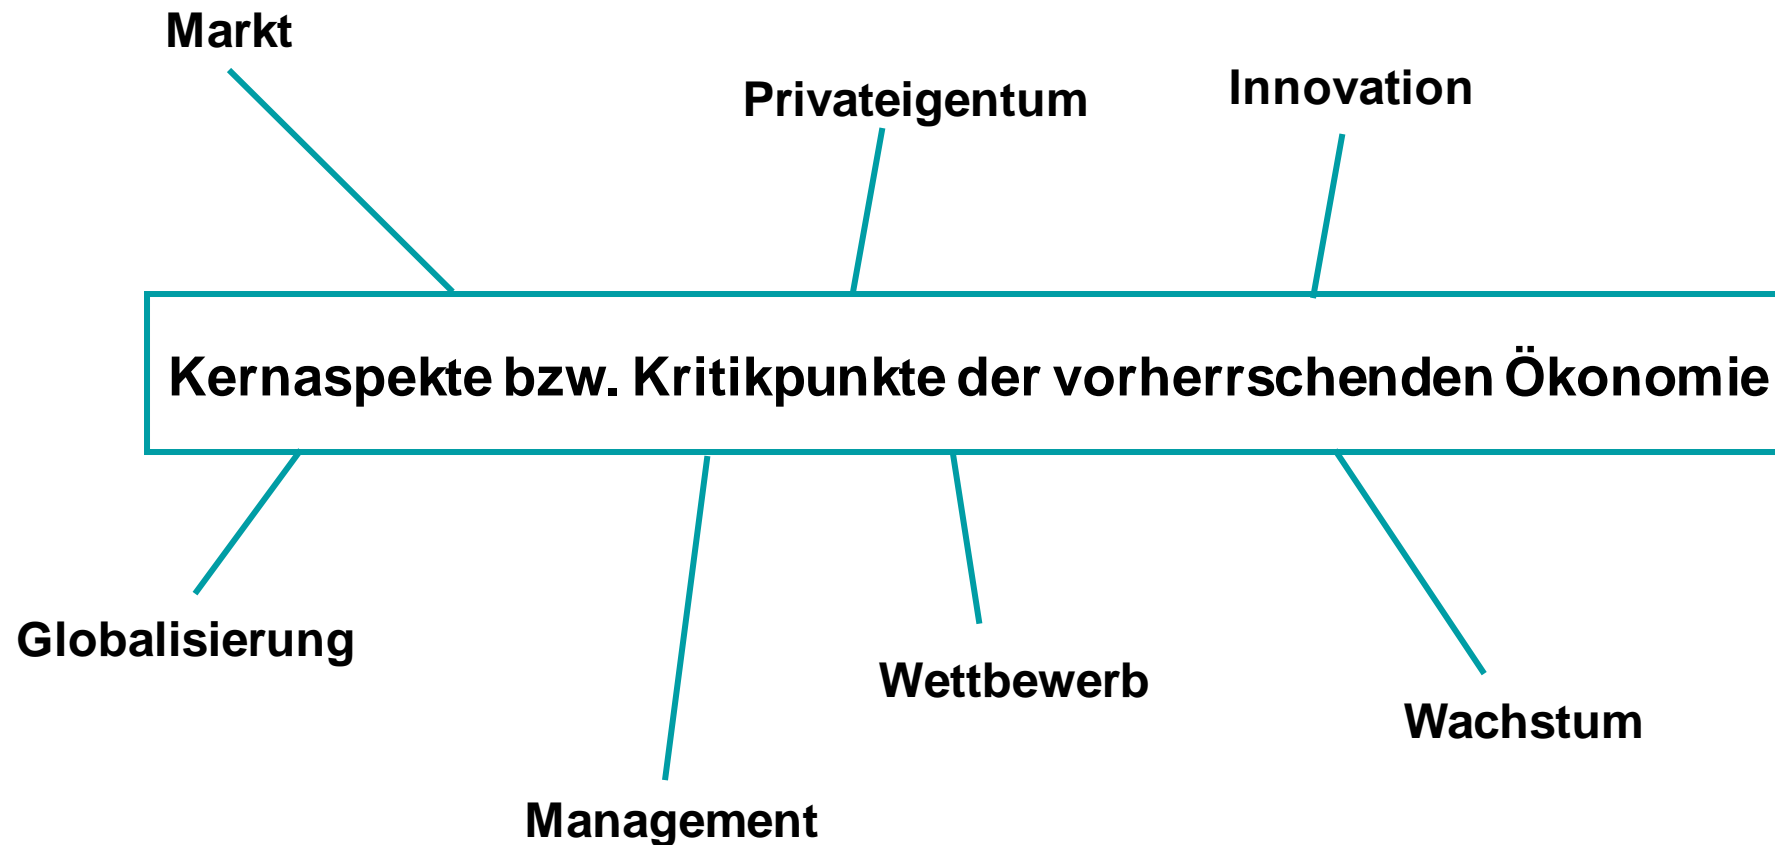 Markt
Privateigentum
Innovation
Kernaspekte bzw. Kritikpunkte der vorherrschenden Ökonomie
Globalisierung
Wettbewerb
Wachstum
Management